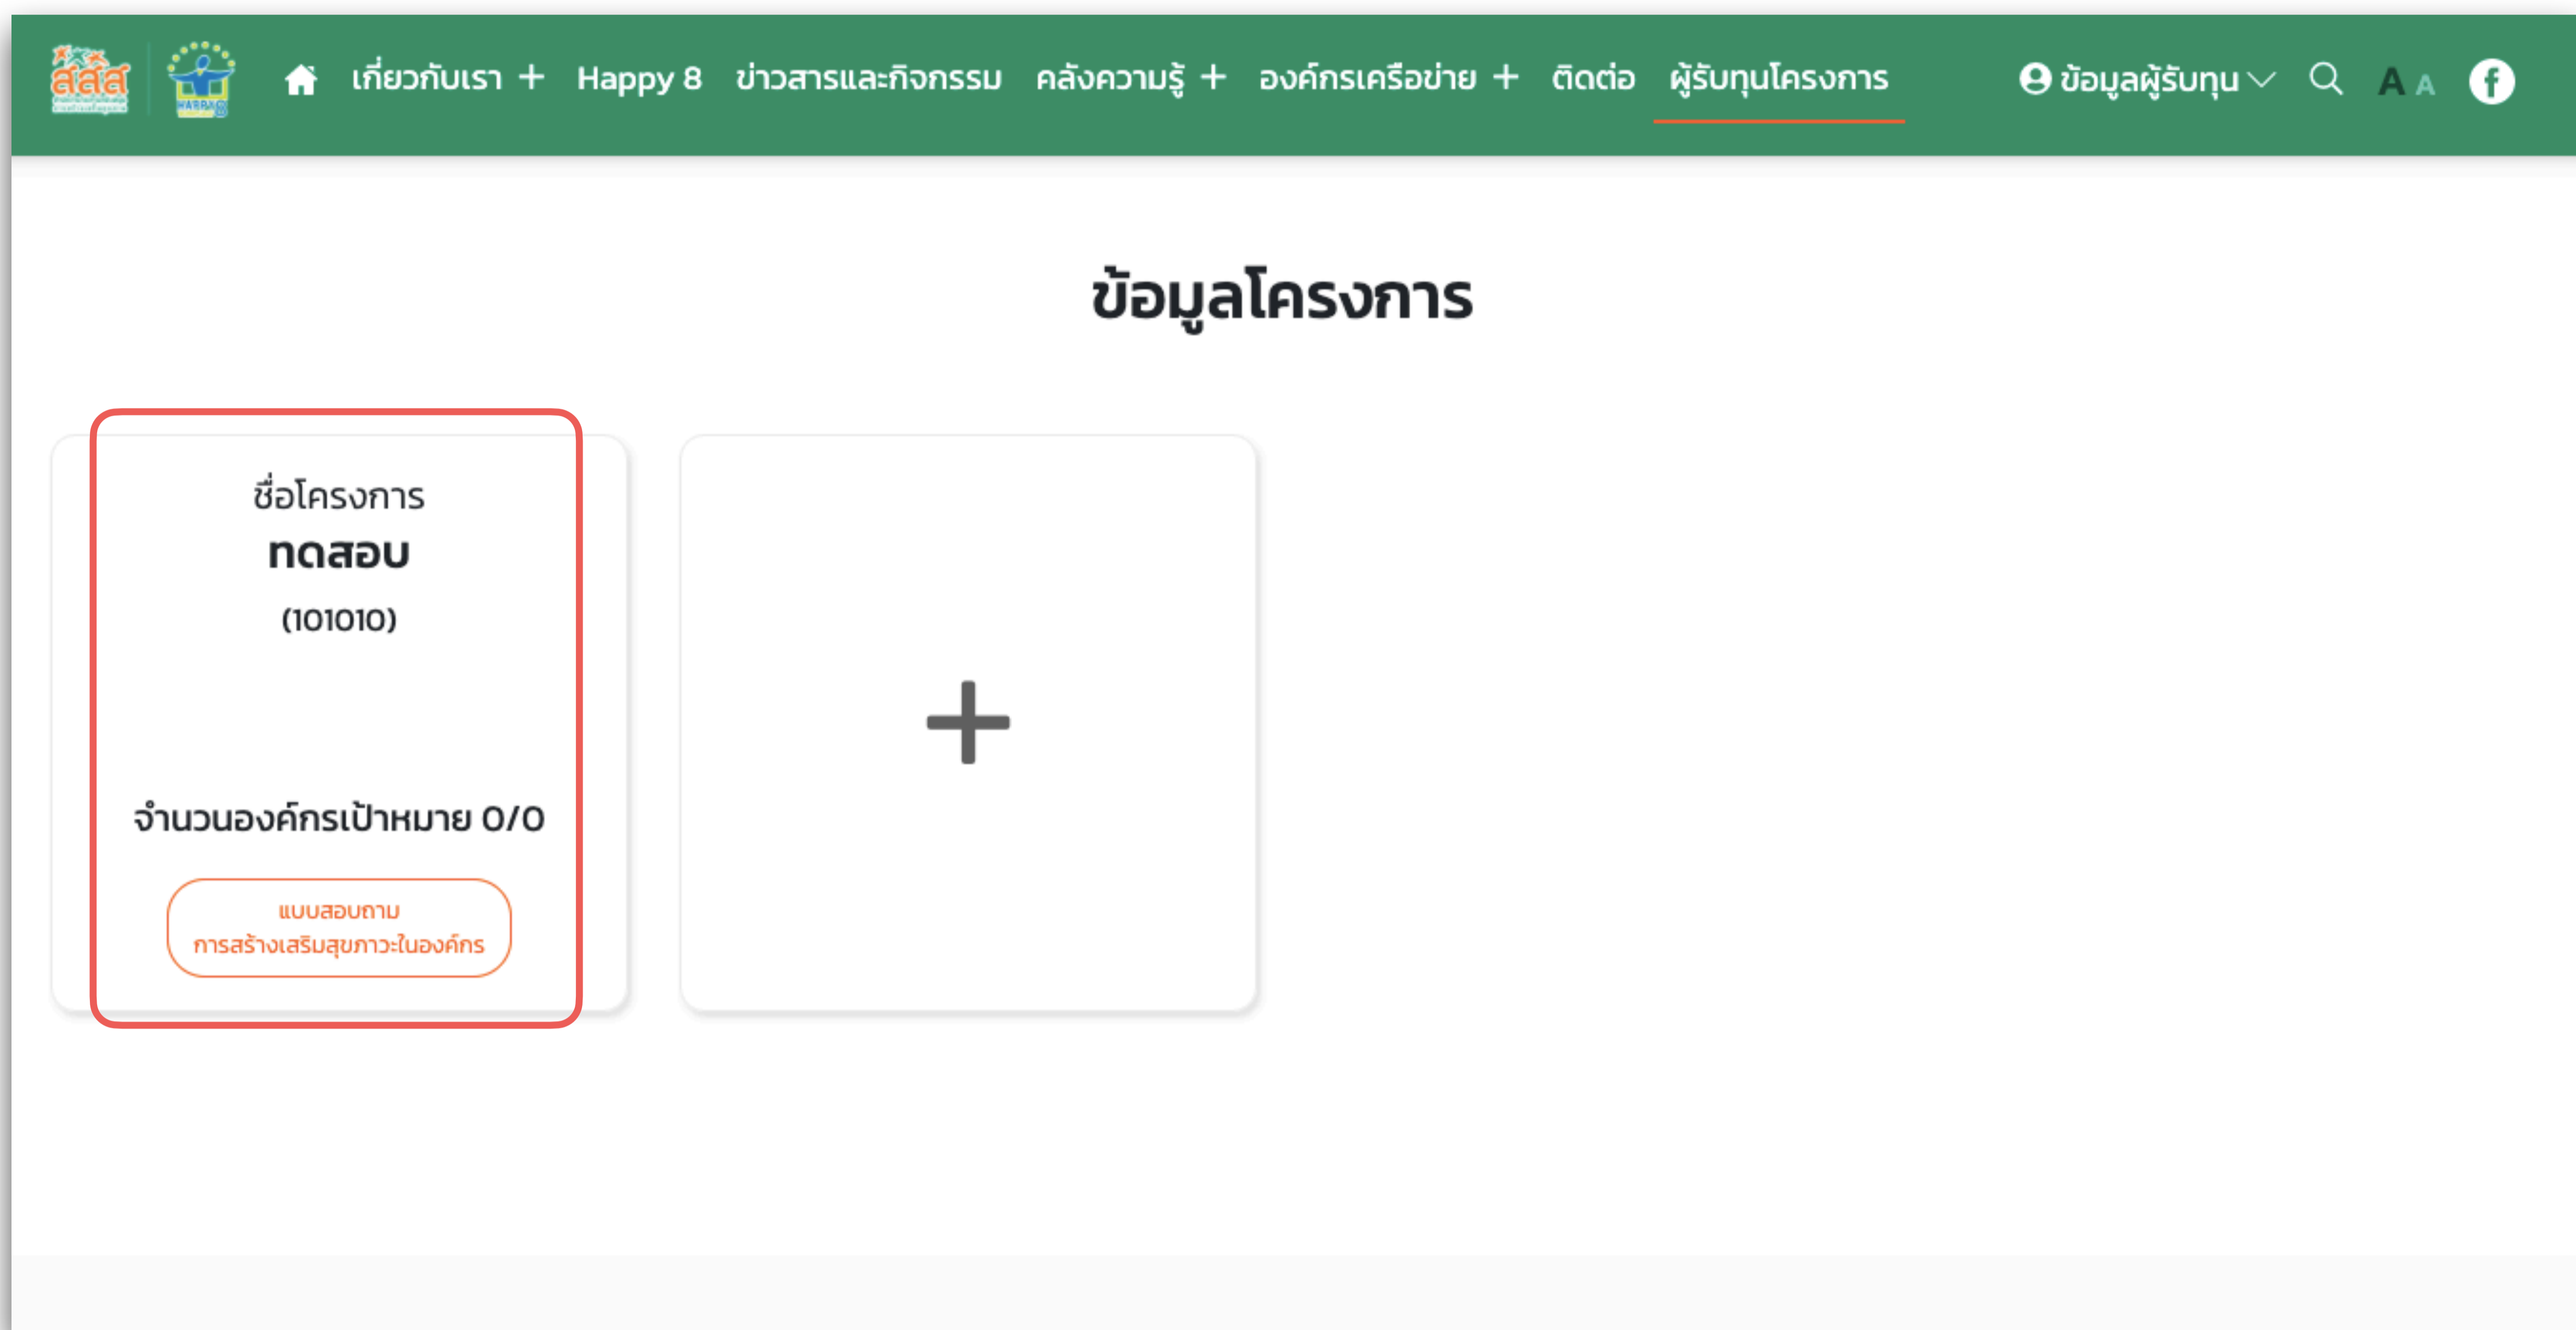 สสส
HAPPY 8
เกี่ยวกับเรา + Happy 8 ข่าวสารและกิจกรรม คลังความรู้ + องค์กรเครือข่าย + ติดต่อ ผู้รับทุนโครงการ ข้อมูลผู้รับทุน A A f
ข้อมูลโครงการ
ชื่อโครงการ
ทดสอบ
(101010)
จำนวนองค์กรเป้าหมาย 0/0
แบบสอบถาม
การสร้างเสริมสุขภาวะในองค์กร